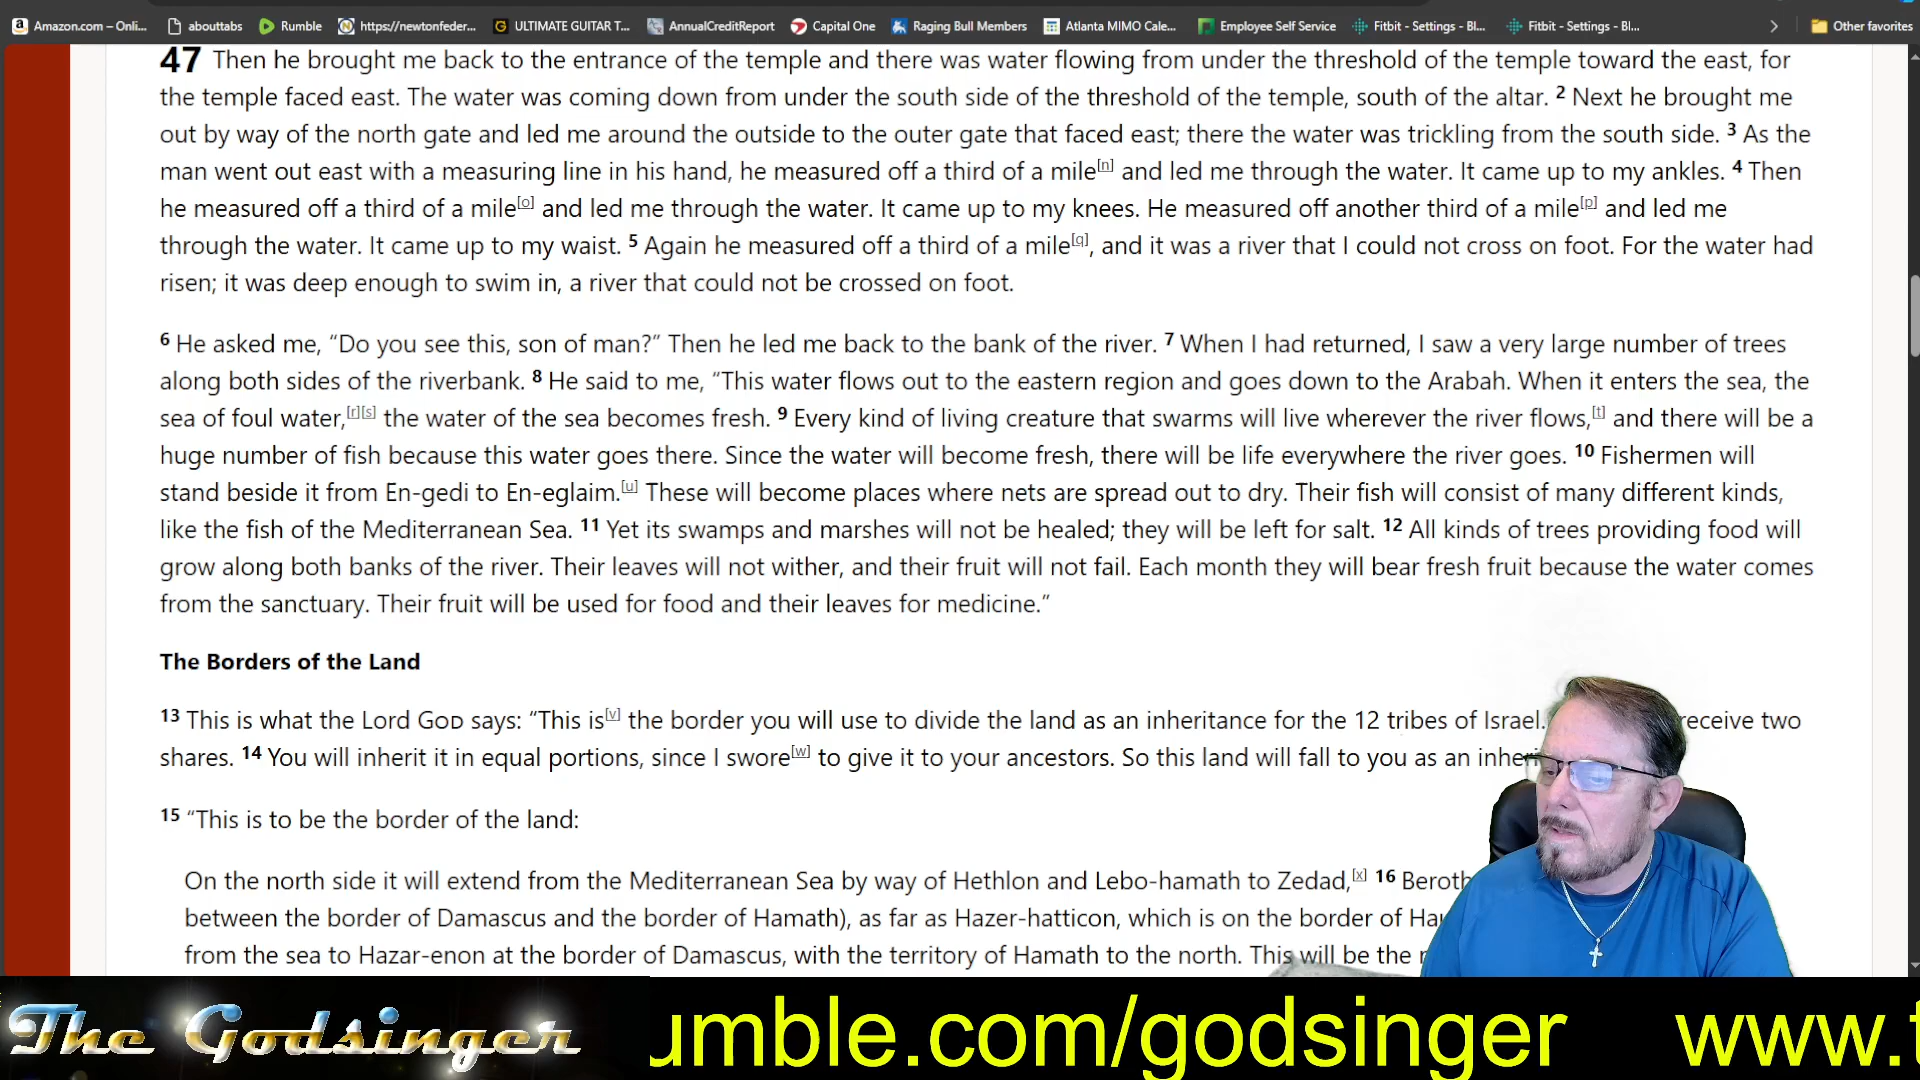 Amazon.com – Onli...
abouttabs
Rumble
https://newtonfeder...
ULTIMATE GUITAR T...
AnnualCreditReport
Capital One
Raging Bull Members
Atlanta MIMO Cale...
Employee Self Service
Fitbit - Settings - Bl...
Fitbit - Settings - Bl...
Other favorites
47 Then he brought me back to the entrance of the temple and there was water flowing from under the threshold of the temple toward the east, for
the temple faced east. The water was coming down from under the south side of the threshold of the temple, south of the altar. 2 Next he brought me
out by way of the north gate and led me around the outside to the outer gate that faced east; there the water was trickling from the south side. 3 As the
man went out east with a measuring line in his hand, he measured off a third of a mile[n] and led me through the water. It came up to my ankles. 4 Then
he measured off a third of a mile[o] and led me through the water. It came up to my knees. He measured off another third of a mile[p] and led me
through the water. It came up to my waist. 5 Again he measured off a third of a mile[q], and it was a river that I could not cross on foot. For the water had
risen; it was deep enough to swim in, a river that could not be crossed on foot.
6 He asked me, “Do you see this, son of man?” Then he led me back to the bank of the river. 7 When I had returned, I saw a very large number of trees
along both sides of the riverbank. 8 He said to me, “This water flows out to the eastern region and goes down to the Arabah. When it enters the sea, the
sea of foul water,[r][s] the water of the sea becomes fresh. 9 Every kind of living creature that swarms will live wherever the river flows,[t] and there will be a
huge number of fish because this water goes there. Since the water will become fresh, there will be life everywhere the river goes. 10 Fishermen will
stand beside it from En-gedi to En-eglaim.[u] These will become places where nets are spread out to dry. Their fish will consist of many different kinds,
like the fish of the Mediterranean Sea. 11 Yet its swamps and marshes will not be healed; they will be left for salt. 12 All kinds of trees providing food will
grow along both banks of the river. Their leaves will not wither, and their fruit will not fail. Each month they will bear fresh fruit because the water comes
from the sanctuary. Their fruit will be used for food and their leaves for medicine.”
The Borders of the Land
13 This is what the Lord GOD says: “This is[v] the border you will use to divide the land as an inheritance for the 12 tribes of Israel. receive two
shares. 14 You will inherit it in equal portions, since I swore[w] to give it to your ancestors. So this land will fall to you as an
15 “This is to be the border of the land:
On the north side it will extend from the Mediterranean Sea by way of Hethlon and Lebo-hamath to Zedad,[x] 16
between the border of Damascus and the border of Hamath), as far as Hazer-hatticon, which is on the border of
from the sea to Hazar-enon at the border of Damascus, with the territory of Hamath to the north. This will be the
The Godsinger
umble.com/godsinger www.